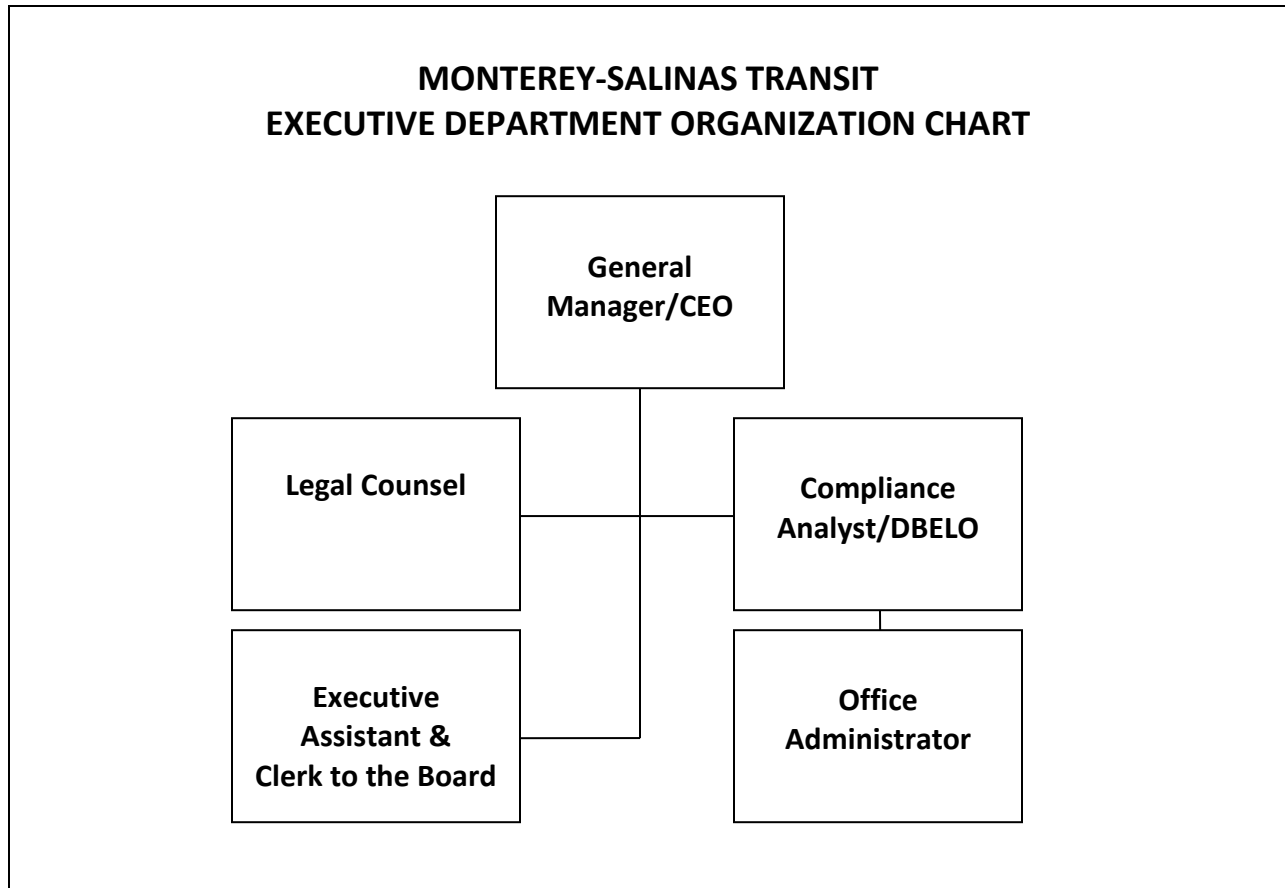 MONTEREY-SALINAS TRANSIT
EXECUTIVE DEPARTMENT ORGANIZATION CHART
General
Manager/CEO
Legal Counsel
Compliance
Analyst/DBELO
Executive
Assistant &
Clerk to the Board
Office
Administrator